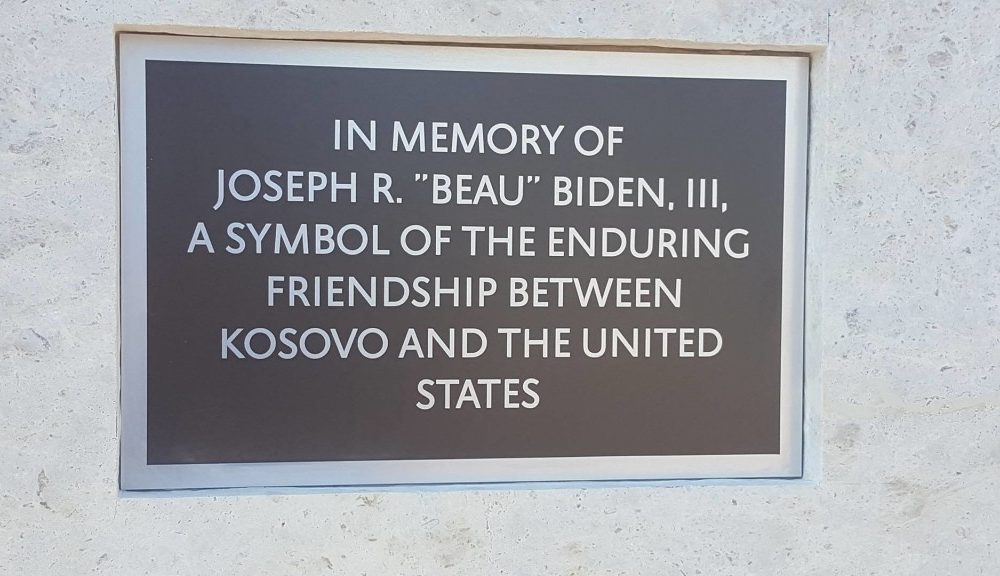 IN MEMORY OF
JOSEPH R. ”BEAU” BIDEN, III,
A SYMBOL OF THE ENDURING
FRIENDSHIP BETWEEN
KOSOVO AND THE UNITED
STATES